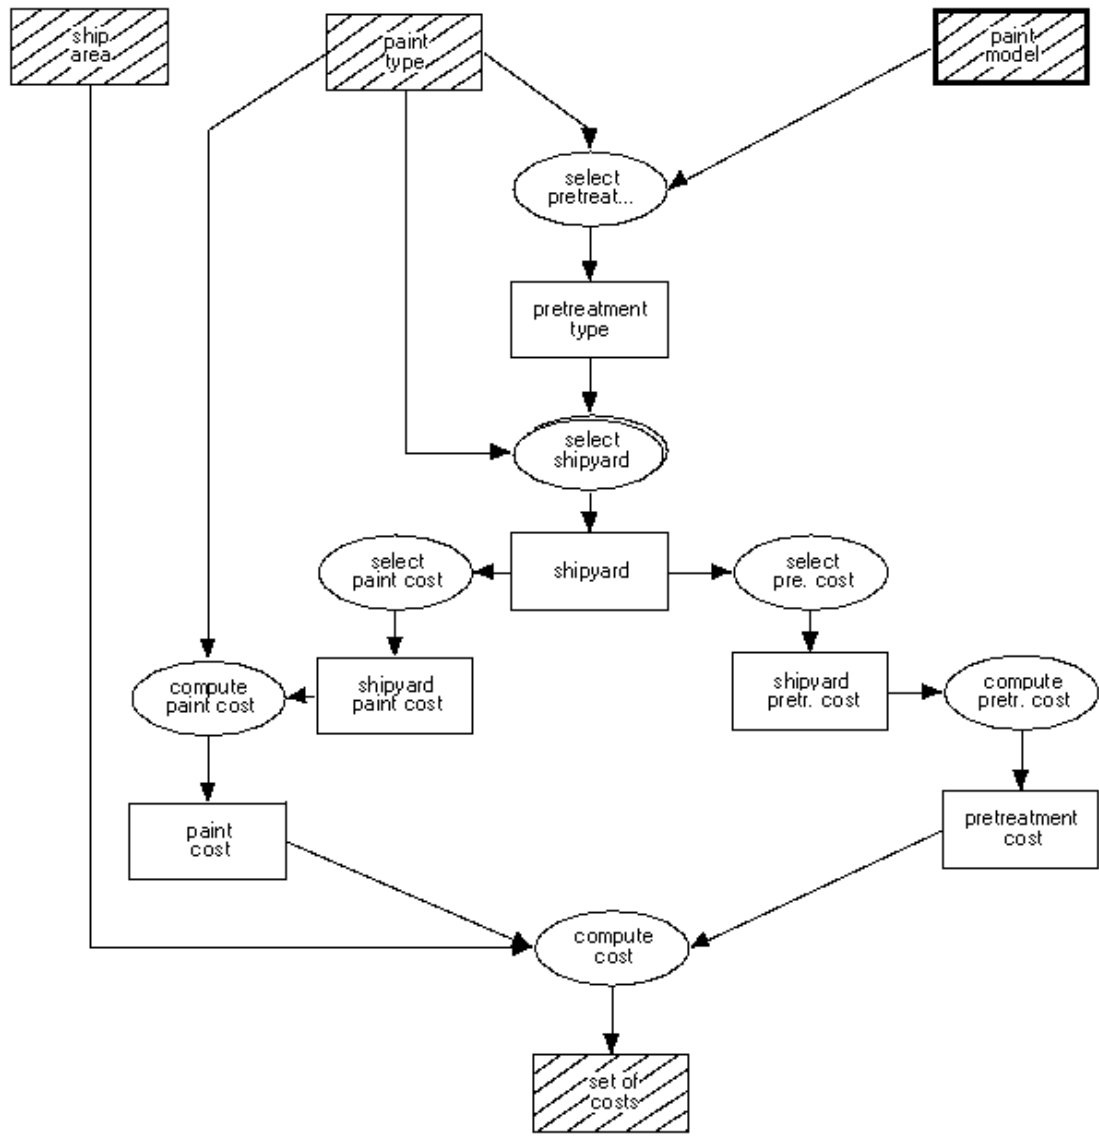 ship
area
paint
type
paint
model
select
pretreat...
pretreatment
type
select
shipyard
select
paint cost
shipyard
select
pre. cost
compute
paint cost
shipyard
paint cost
shipyard
pretr. cost
compute
pretr. cost
paint
cost
pretreatment
cost
compute
cost
set of
costs